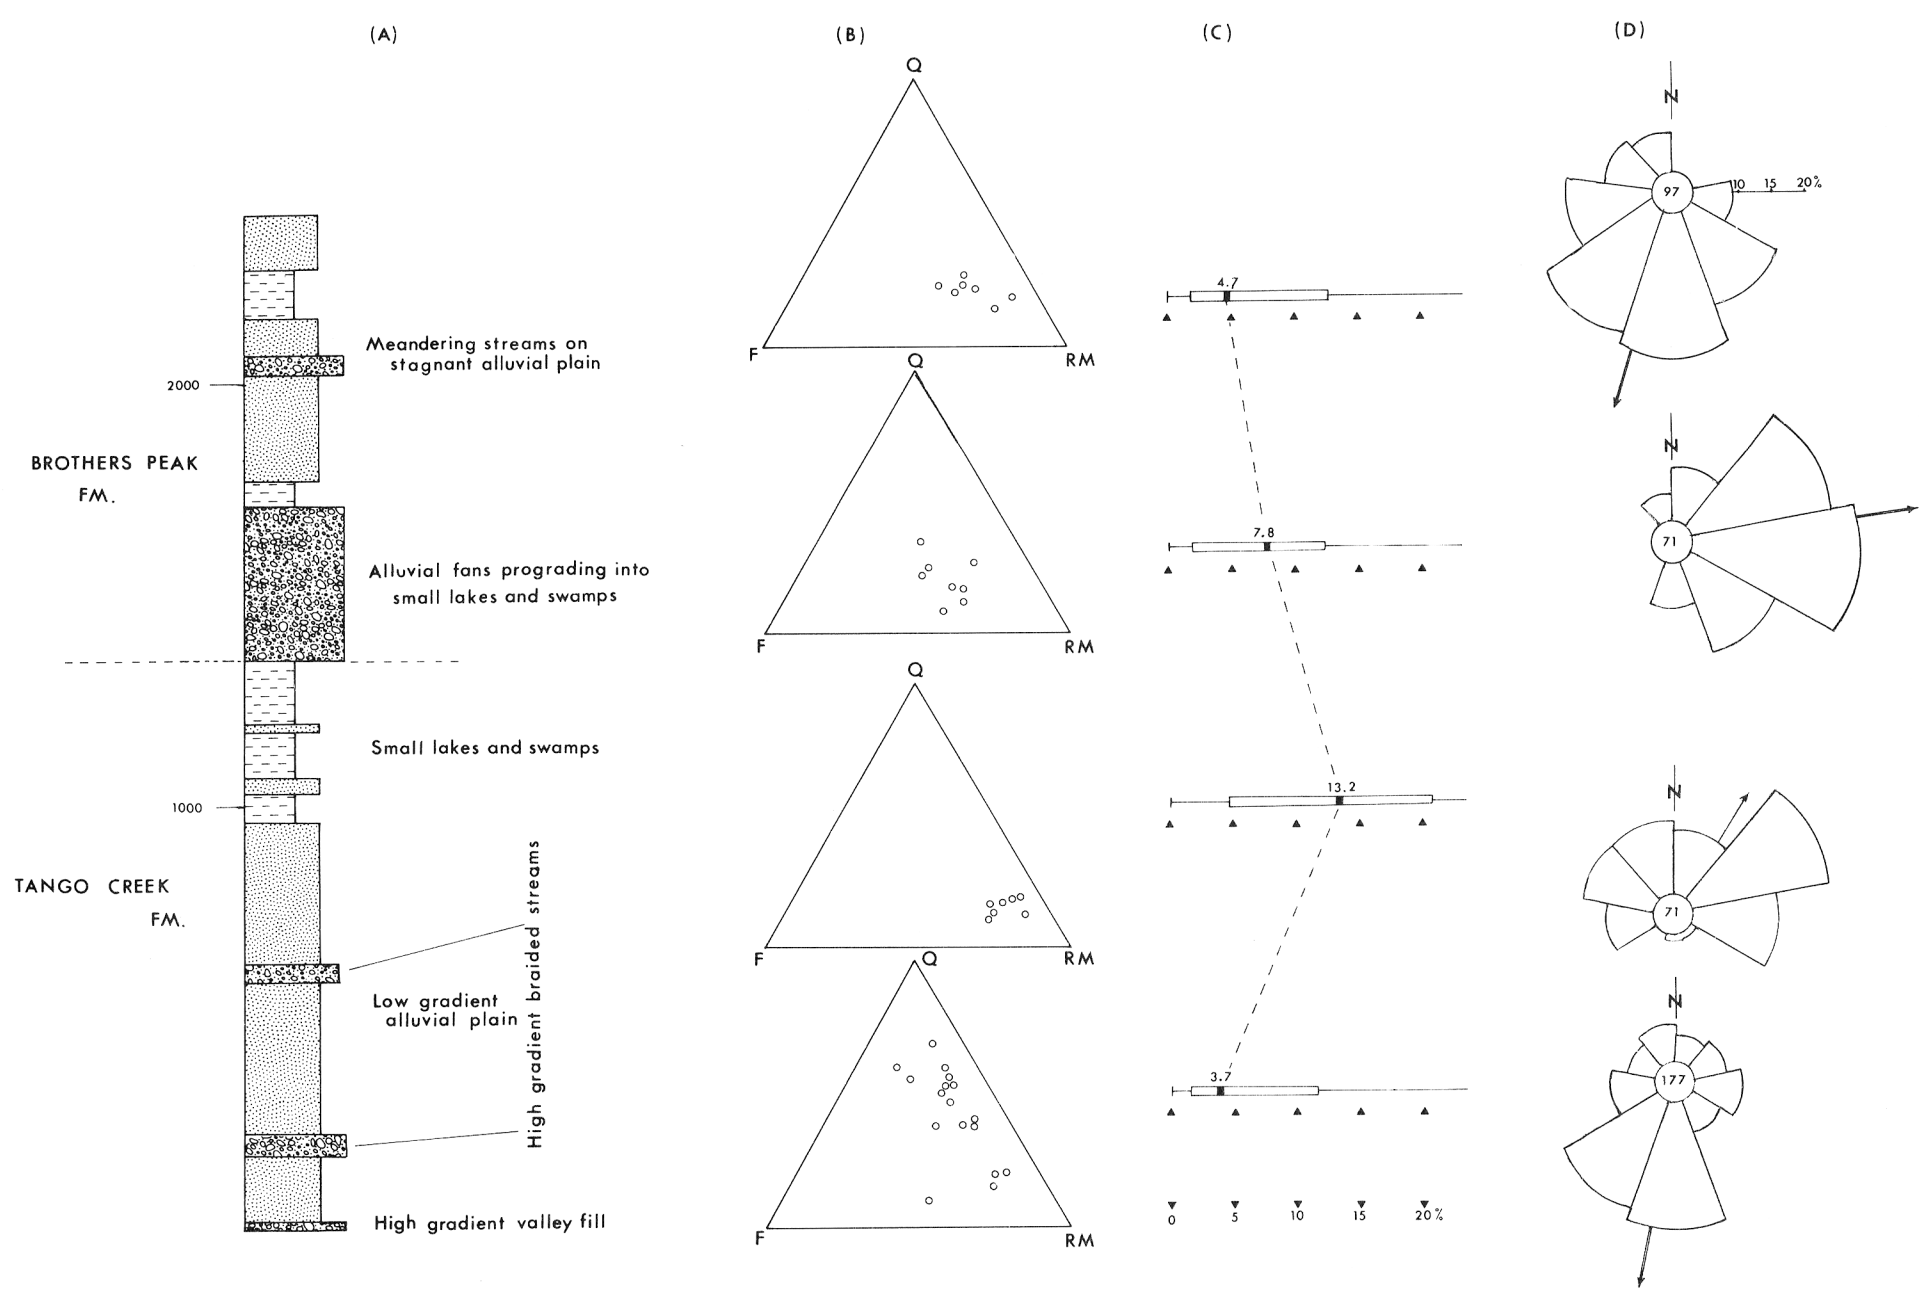 (A)
(B)
(C)
(D)
2000
BROTHERS PEAK
FM.
1000
TANGO CREEK
FM.
Meandering streams on
stagnant alluvial plain
Alluvial fans prograding into
small lakes and swamps
Small lakes and swamps
High gradient braided streams
Low gradient
alluvial plain
High gradient valley fill
Q
F
RM
Q
F
RM
Q
F
RM
Q
F
RM
4.7
7.8
13.2
3.7
0 5 10 15 20%
N
97
10 15 20%
N
71
N
71
N
177